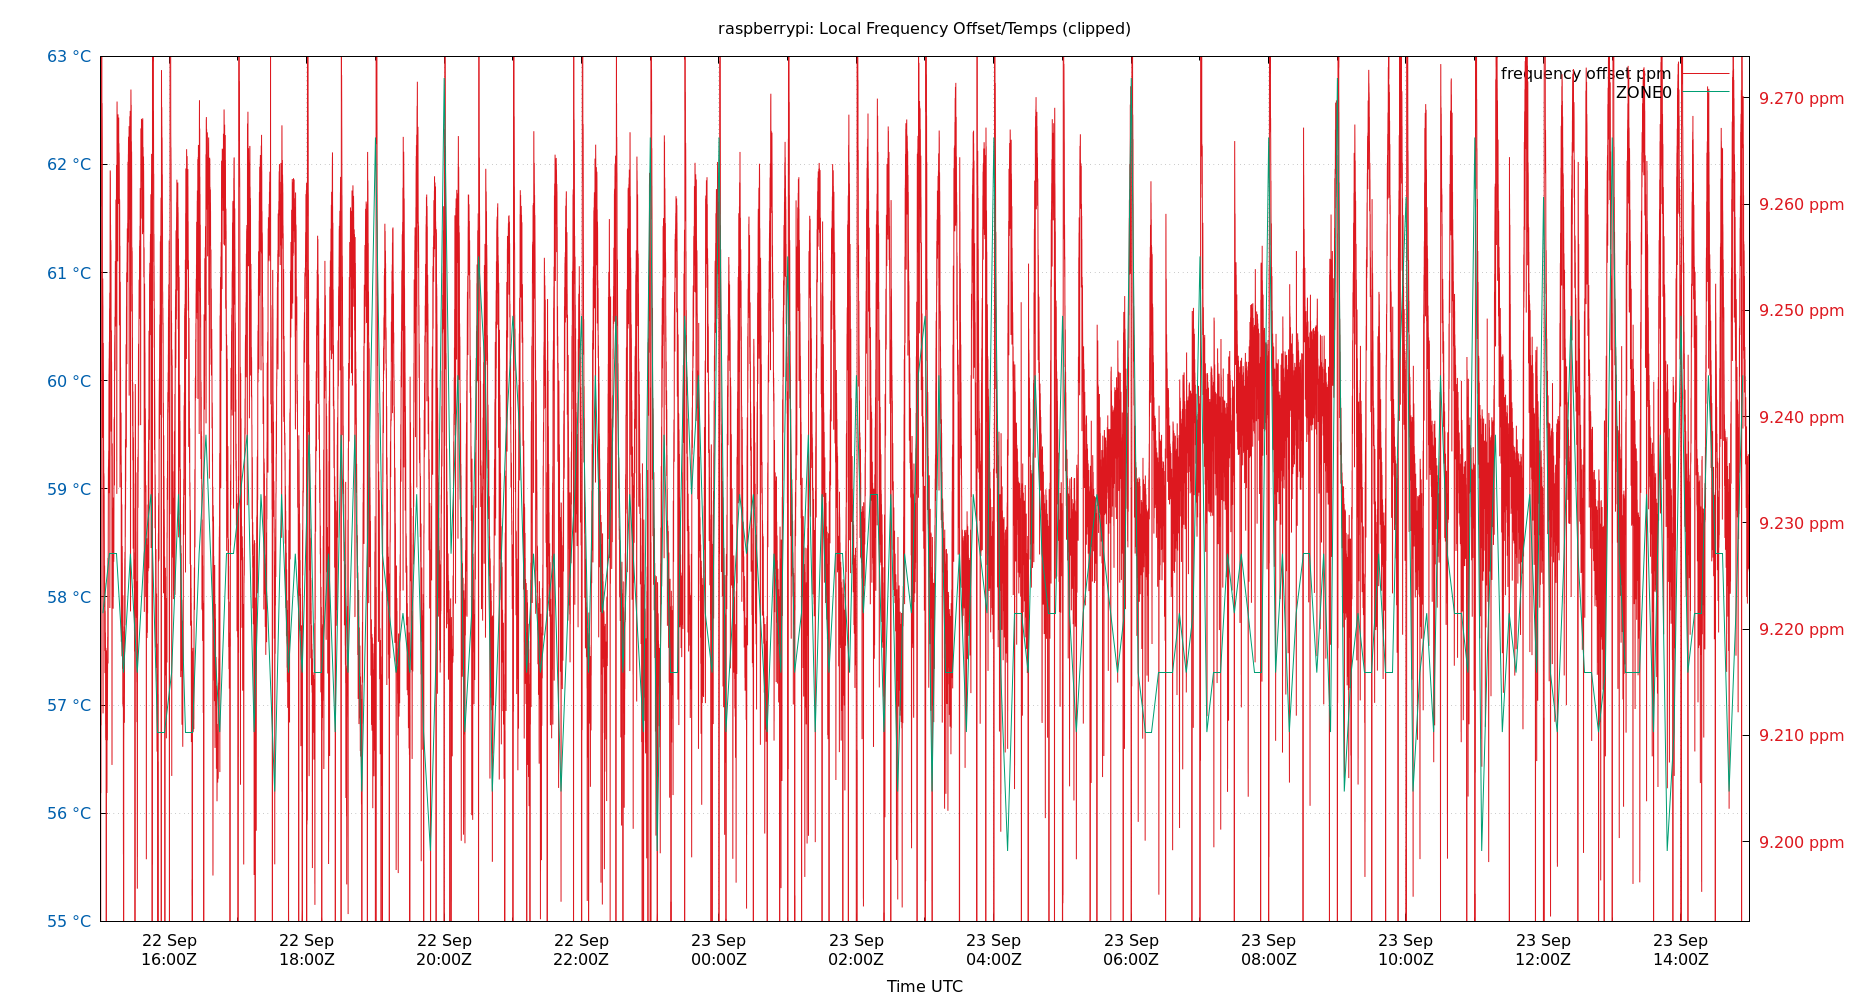 raspberrypi: Local Frequency Offset/Temps (clipped)
frequency offset ppm
ZONE0
63 °C
62 °C
61 °C
60 °C
59 °C
58 °C
57 °C
56 °C
55 °C
9.270 ppm
9.260 ppm
9.250 ppm
9.240 ppm
9.230 ppm
9.220 ppm
9.210 ppm
9.200 ppm
22 Sep 22 Sep 22 Sep 22 Sep 23 Sep 23 Sep 23 Sep 23 Sep 23 Sep 23 Sep 23 Sep 23 Sep
16:00Z 18:00Z 20:00Z 22:00Z 00:00Z 02:00Z 04:00Z 06:00Z 08:00Z 10:00Z 12:00Z 14:00Z
Time UTC